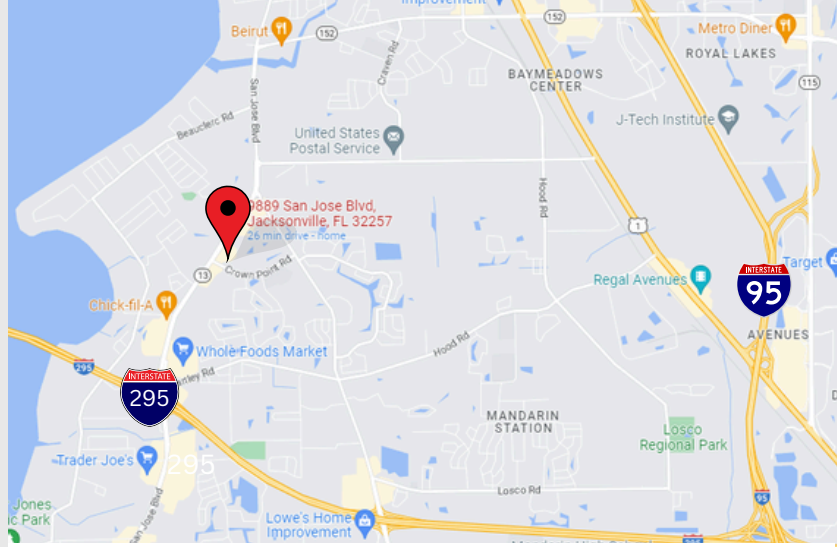 Improvement
152
Beirut
152
Metro Diner
ROYAL LAKES
Craven Rd
BAYMEADOWS
CENTER
115
San Jose Blvd
J-Tech Institute
Beauclerc Rd
United States
Postal Service
Hood Rd
9889 San Jose Blvd,
Jacksonville, FL 32257
26 min drive - home
1
13
Crown Point Rd
Target
Regal Avenues
INTERSTATE
95
Chick-fil-A
AVENUES
Hood Rd
Whole Foods Market
295
INTERSTATE
295
MANDARIN
STATION
Losco
Regional Park
Trader Joe's
295
Losco Rd
95
Jones
San Jose Blvd
Lowe's Home
Improvement